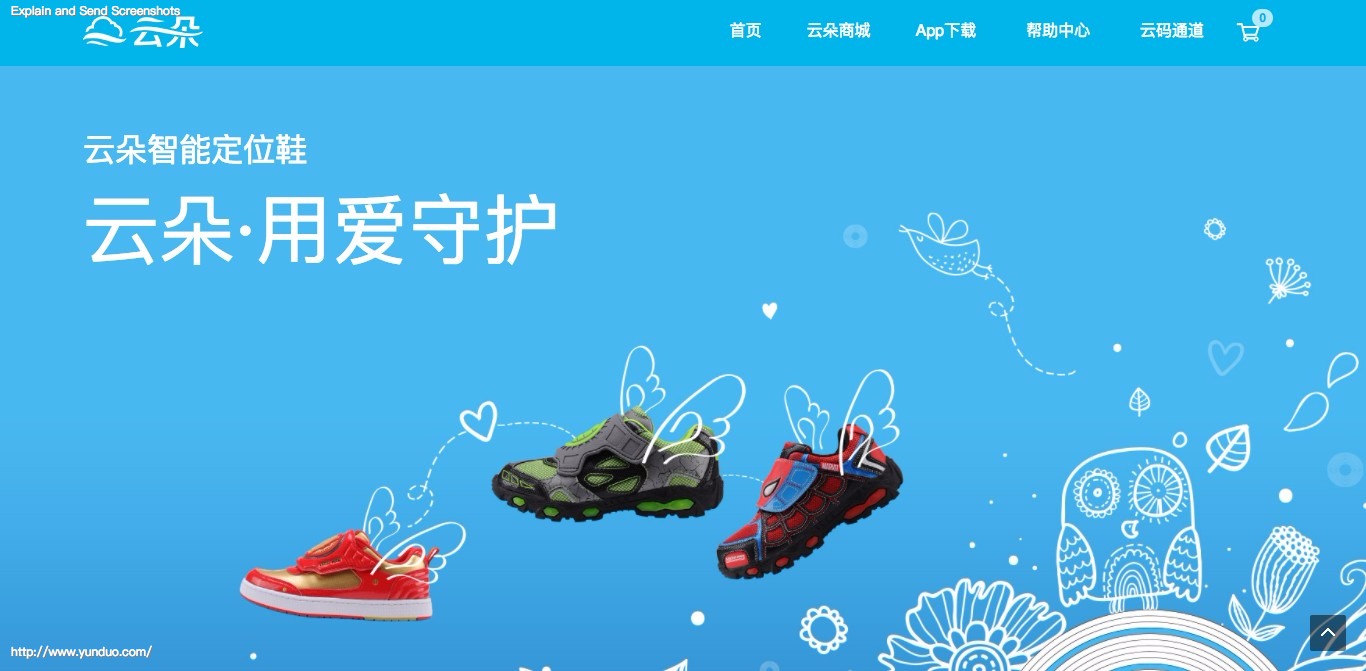 Explain and Send Screenshots
云朵
首页
云朵商城
App下载
帮助中心
云码通道
0
云朵智能定位鞋
云朵·用爱守护
http://www.yunduo.com/